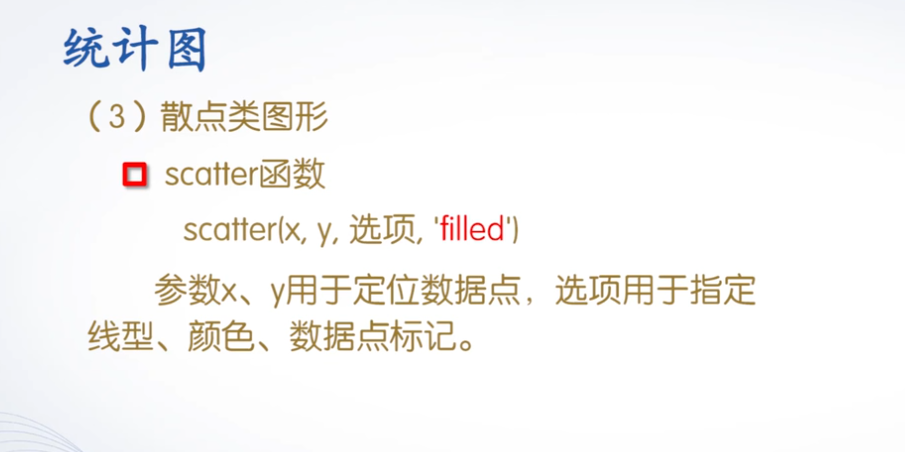 统计图
（3）散点类图形
scatter函数
scatter(x, y, 选项, 'filled')
参数x、y用于定位数据点，选项用于指定
线型、颜色、数据点标记。